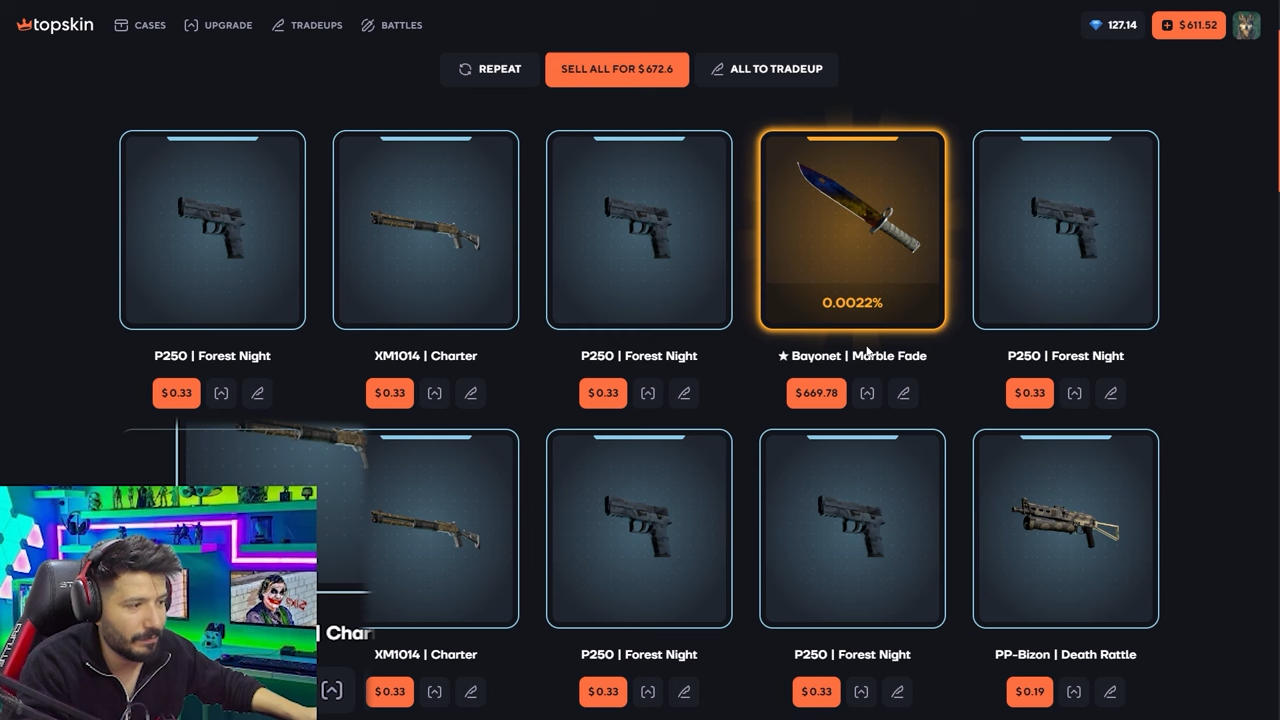 topskin
CASES
UPGRADE
TRADEUPS
BATTLES
127.14
$611.52
REPEAT
SELL ALL FOR $672.6
ALL TO TRADEUP
0.0022%
P250 | Forest Night
XM1014 | Charter
P250 | Forest Night
★ Bayonet | Marble Fade
P250 | Forest Night
$0.33
$0.33
$0.33
$669.78
$0.33
| Char
XM1014 | Charter
P250 | Forest Night
P250 | Forest Night
PP-Bizon | Death Rattle
$0.33
$0.33
$0.33
$0.19